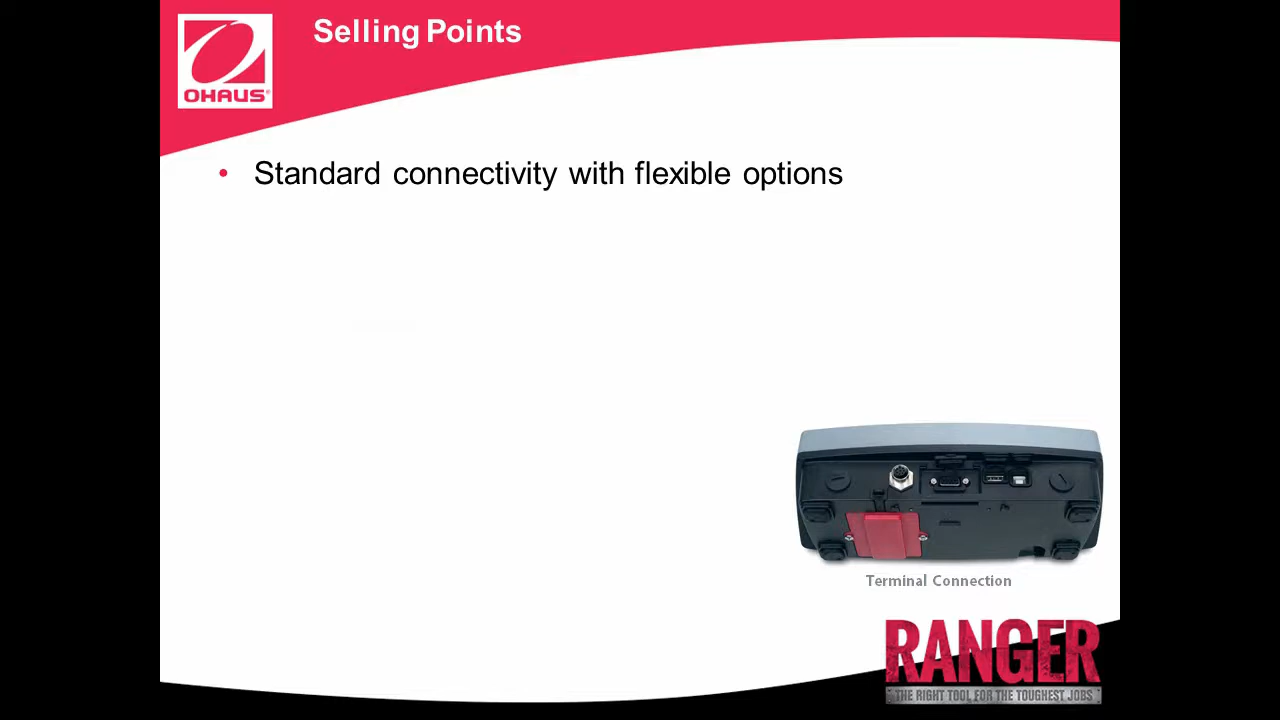 Selling Points
OHAUS®
• Standard connectivity with flexible options
Terminal Connection
RANGER
THE RIGHT TOOL FOR THE TOUGHEST JOBS